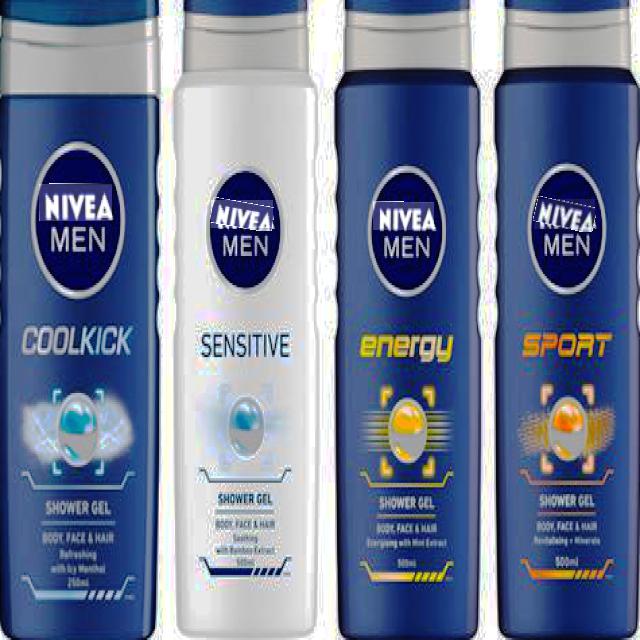 NIVEA
MEN
COOLKICK
SHOWER GEL
BODY, FACE & HAIR
Refreshing
with Icy Menthol
250ml
NIVEA
MEN
SENSITIVE
SHOWER GEL
BODY, FACE & HAIR
Soothing
with Bamboo Extract
500ml
NIVEA
MEN
energy
SHOWER GEL
BODY, FACE & HAIR
Energising with Mint Extract
500ml
NIVEA
MEN
SPORT
SHOWER GEL
BODY, FACE & HAIR
Revitalising + Minerals
500ml